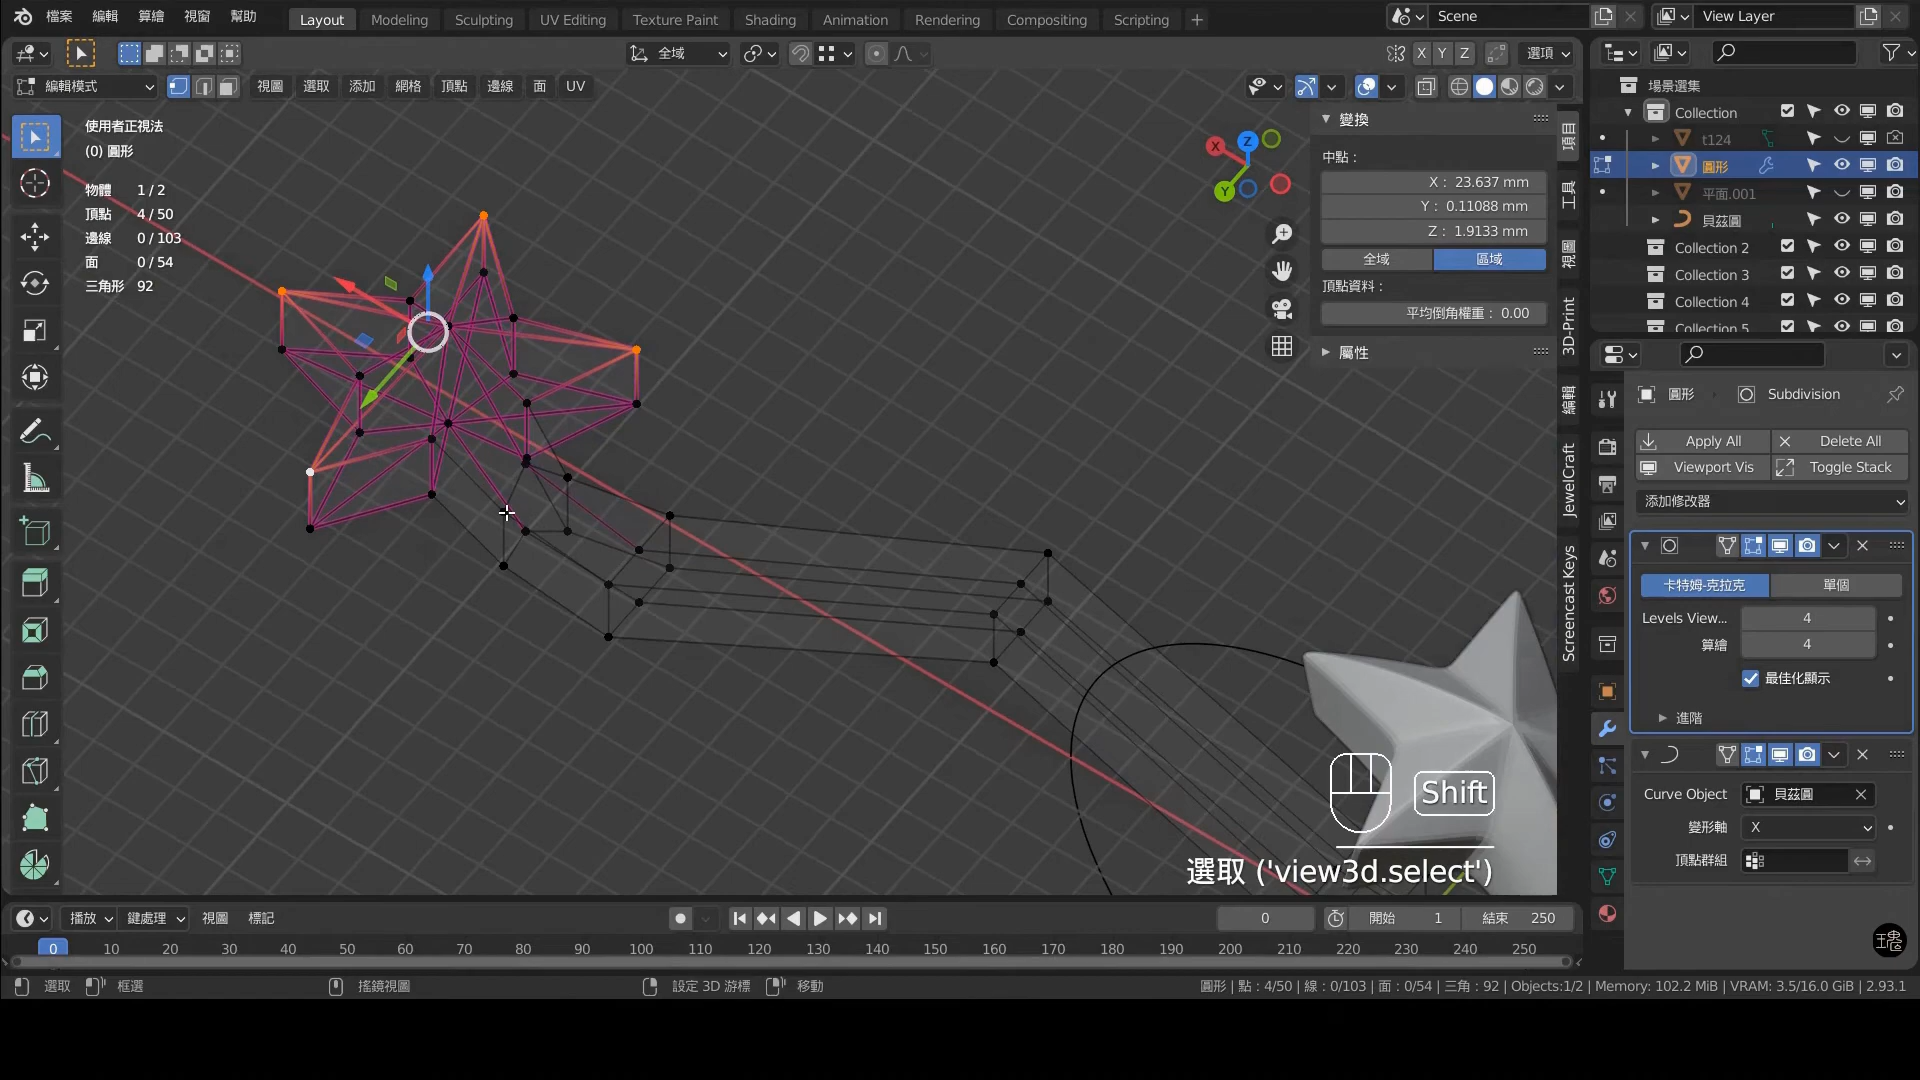 檔案 編輯 算繪 視窗 幫助 Layout Modeling Sculpting UV Editing Texture Paint Shading Animation Rendering Compositing Scripting + Scene View Layer
全域 X Y Z 選項
編輯模式 視圖 選取 添加 網格 頂點 邊線 面 UV
使用者正視法
(0) 圓形
物體 1 / 2
頂點 4 / 50
邊線 0 / 103
面 0 / 54
三角形 92
X
Y
Z
變換
中點：
X： 23.637 mm
Y： 0.11088 mm
Z： 1.9133 mm
全域 區域
頂點資料：
平均倒角權重： 0.00
屬性
項目
工具
視圖
3D-Print
編輯
JewelCraft
Screencast Keys
場景選集
Collection
t124
圓形
平面.001
貝茲圓
Collection 2
Collection 3
Collection 4
Collection 5
圓形 Subdivision
Apply All Delete All
Viewport Vis Toggle Stack
添加修改器
卡特姆-克拉克 單個
Levels View... 4
算繪 4
最佳化顯示
進階
Curve Object 貝茲圓
變形軸 X
頂點群組
Shift
選取 ('view3d.select')
播放 鍵處理 視圖 標記 0 開始 1 結束 250
0 10 20 30 40 50 60 70 80 90 100 110 120 130 140 150 160 170 180 190 200 210 220 230 240 250
選取 框選 搖鏡視圖 設定 3D 游標 移動 圓形 | 點：4/50 | 線：0/103 | 面：0/54 | 三角：92 | Objects:1/2 | Memory: 102.2 MiB | VRAM: 3.5/16.0 GiB | 2.93.1